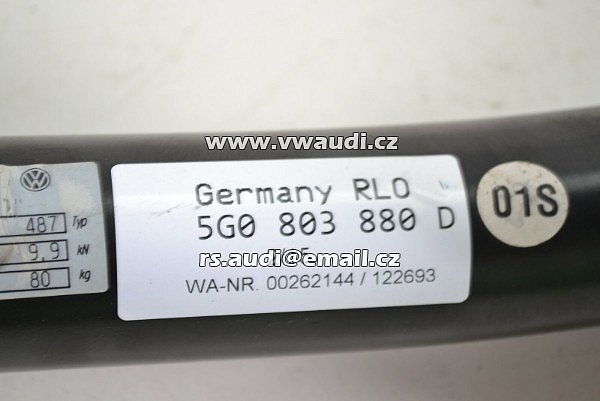 www.vwaudi.cz
Germany RLO
5G0 803 880 D
rs.audi@email.cz
WA-NR. 00262144 / 122693
01S
487 Typ
9,9 kN
80 kg